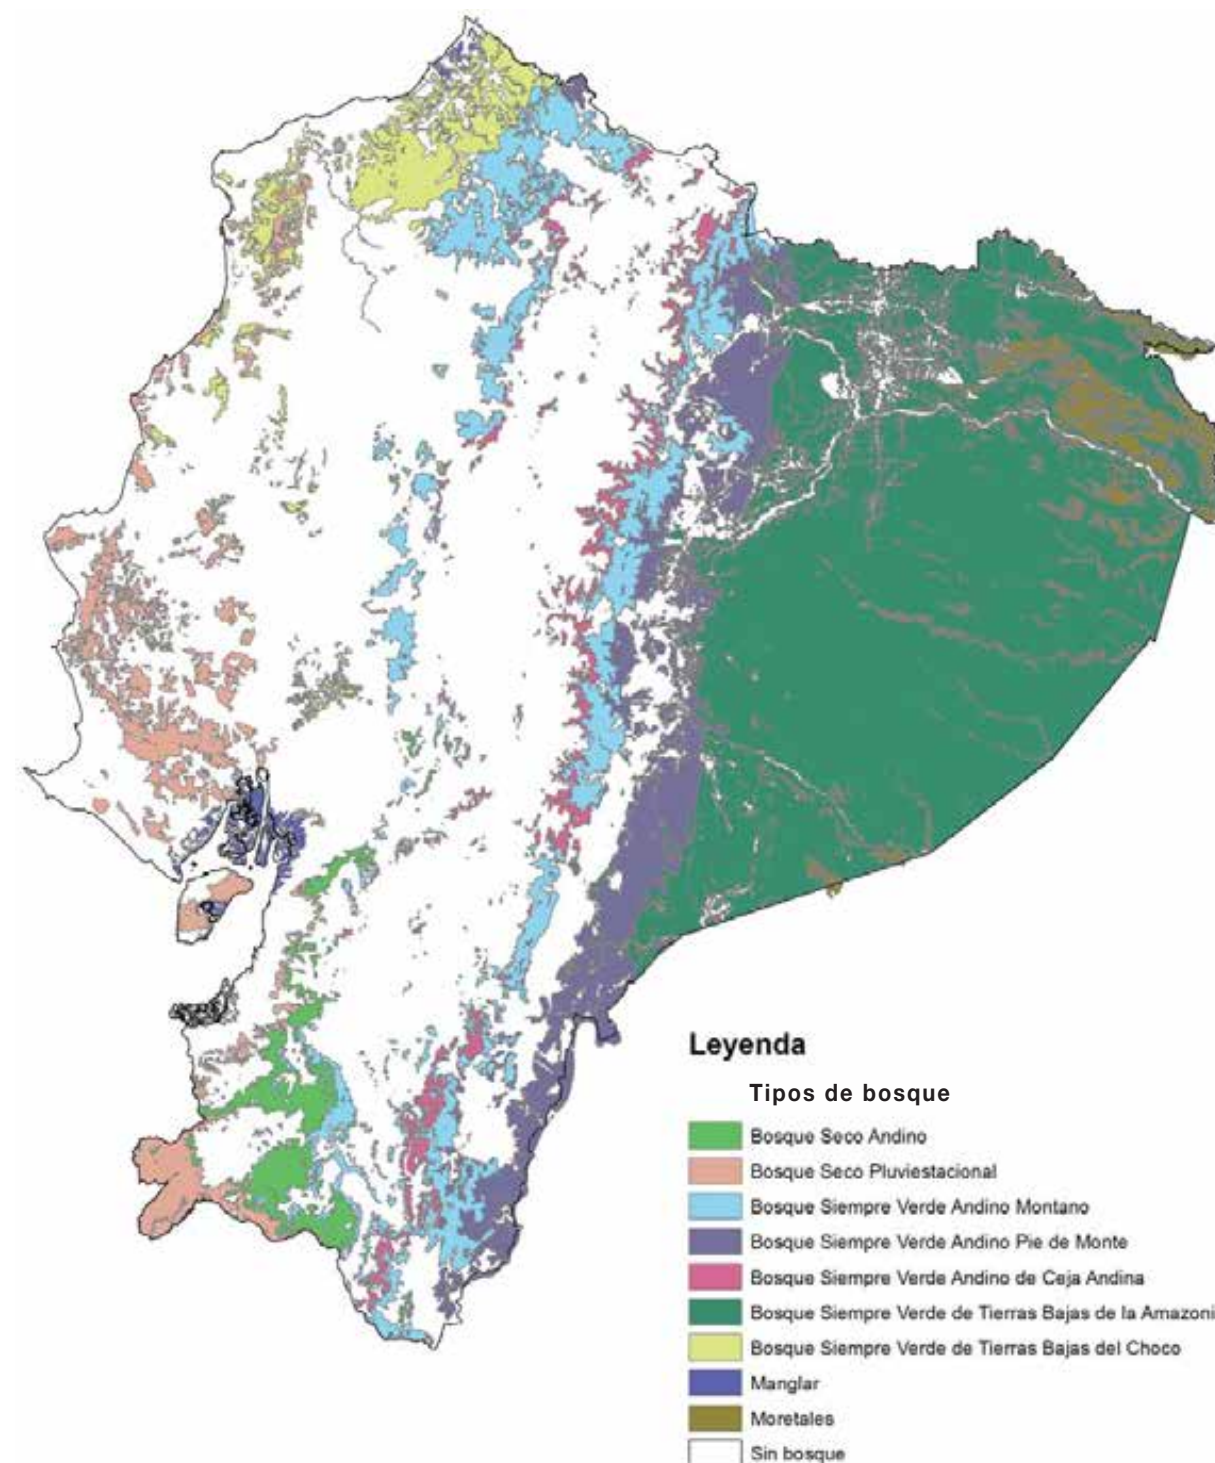 Leyenda
Tipos de bosque
Bosque Seco Andino
Bosque Seco Pluviestacional
Bosque Siempre Verde Andino Montano
Bosque Siempre Verde Andino Pie de Monte
Bosque Siempre Verde Andino de Ceja Andina
Bosque Siempre Verde de Tierras Bajas de la Amazoni
Bosque Siempre Verde de Tierras Bajas del Choco
Manglar
Moretales
Sin bosque